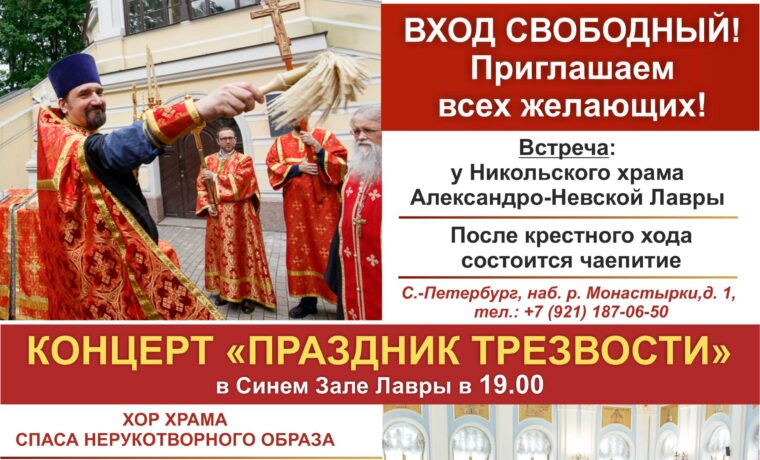 ВХОД СВОБОДНЫЙ!
Приглашаем
всех желающих!
Встреча:
у Никольского храма
Александро-Невской Лавры
После крестного хода
состоится чаепитие
С.-Петербург, наб. р. Монастырки,д. 1,
тел.: +7 (921) 187-06-50
КОНЦЕРТ «ПРАЗДНИК ТРЕЗВОСТИ»
в Синем Зале Лавры в 19.00
ХОР ХРАМА
СПАСА НЕРУКОТВОРНОГО ОБРАЗА